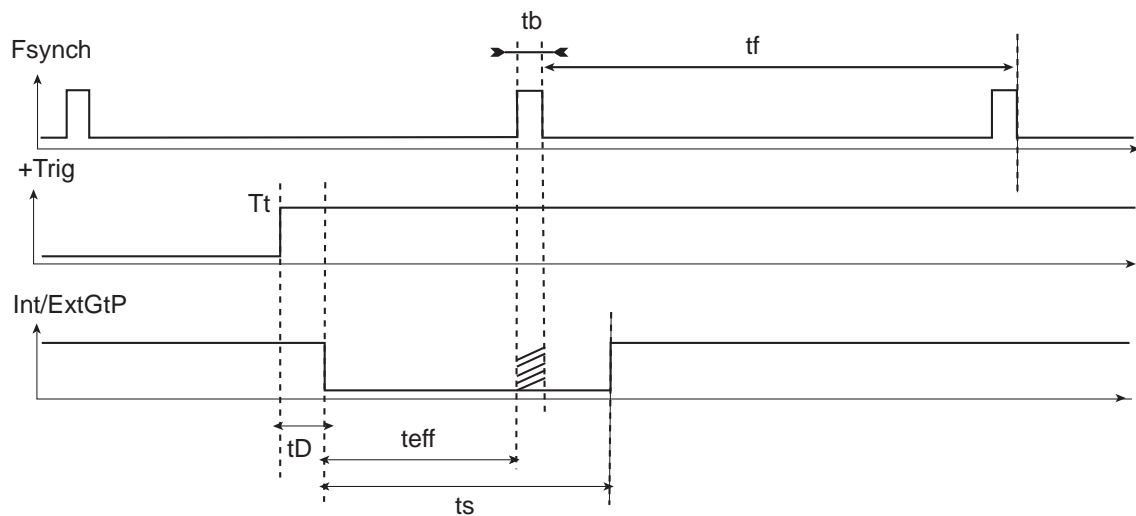 tb
Fsynch
tf
+Trig
Tt
Int/ExtGtP
tD
teff
ts